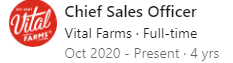 Vital
FARMS®
Chief Sales Officer
Vital Farms · Full-time
Oct 2020 - Present · 4 yrs